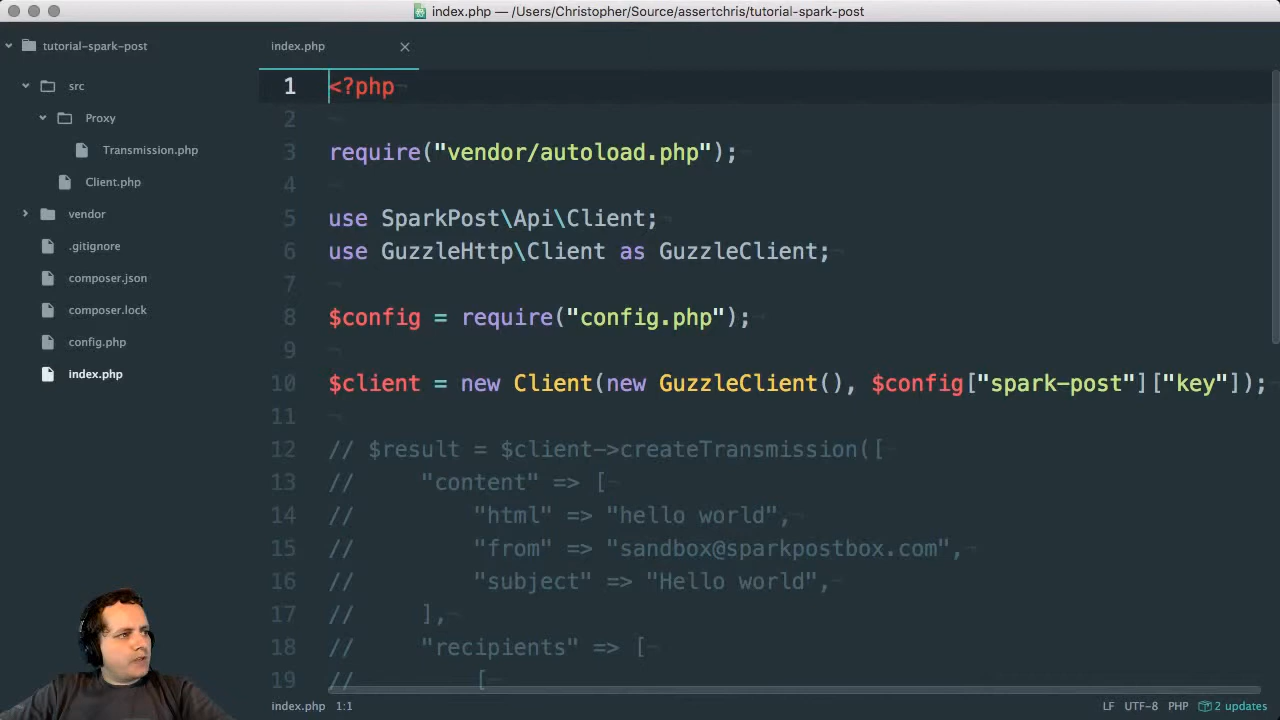 index.php — /Users/Christopher/Source/assertchris/tutorial-spark-post
tutorial-spark-post
src
Proxy
Transmission.php
Client.php
vendor
.gitignore
composer.json
composer.lock
config.php
index.php
index.php
1 <?php
2
3 require("vendor/autoload.php");
4
5 use SparkPost\Api\Client;
6 use GuzzleHttp\Client as GuzzleClient;
7
8 $config = require("config.php");
9
10 $client = new Client(new GuzzleClient(), $config["spark-post"]["key"]);
11
12 // $result = $client->createTransmission([
13 //     "content" => [
14 //         "html" => "hello world",
15 //         "from" => "sandbox@sparkpostbox.com",
16 //         "subject" => "Hello world",
17 //     ],
18 //     "recipients" => [
19 //         [
index.php 1:1 LF UTF-8 PHP 2 updates